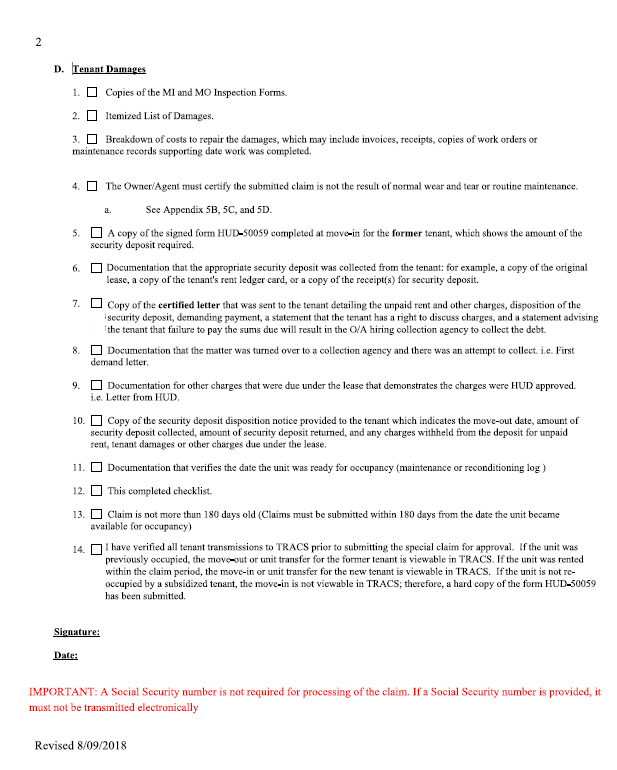 2
D. Tenant Damages
1. ☐ Copies of the MI and MO Inspection Forms.
2. ☐ Itemized List of Damages.
3. ☐ Breakdown of costs to repair the damages, which may include invoices, receipts, copies of work orders or
maintenance records supporting date work was completed.
4. ☐ The Owner/Agent must certify the submitted claim is not the result of normal wear and tear or routine maintenance.
a. See Appendix 5B, 5C, and 5D.
5. ☐ A copy of the signed form HUD-50059 completed at move-in for the former tenant, which shows the amount of the
security deposit required.
6. ☐ Documentation that the appropriate security deposit was collected from the tenant: for example, a copy of the original
lease, a copy of the tenant's rent ledger card, or a copy of the receipt(s) for security deposit.
7. ☐ Copy of the certified letter that was sent to the tenant detailing the unpaid rent and other charges, disposition of the
security deposit, demanding payment, a statement that the tenant has a right to discuss charges, and a statement advising
the tenant that failure to pay the sums due will result in the O/A hiring collection agency to collect the debt.
8. ☐ Documentation that the matter was turned over to a collection agency and there was an attempt to collect. i.e. First
demand letter.
9. ☐ Documentation for other charges that were due under the lease that demonstrates the charges were HUD approved.
i.e. Letter from HUD.
10. ☐ Copy of the security deposit disposition notice provided to the tenant which indicates the move-out date, amount of
security deposit collected, amount of security deposit returned, and any charges withheld from the deposit for unpaid
rent, tenant damages or other charges due under the lease.
11. ☐ Documentation that verifies the date the unit was ready for occupancy (maintenance or reconditioning log )
12. ☐ This completed checklist.
13. ☐ Claim is not more than 180 days old (Claims must be submitted within 180 days from the date the unit became
available for occupancy)
14. ☐ I have verified all tenant transmissions to TRACS prior to submitting the special claim for approval. If the unit was
previously occupied, the move-out or unit transfer for the former tenant is viewable in TRACS. If the unit was rented
within the claim period, the move-in or unit transfer for the new tenant is viewable in TRACS. If the unit is not re-
occupied by a subsidized tenant, the move-in is not viewable in TRACS; therefore, a hard copy of the form HUD-50059
has been submitted.
Signature:
Date:
IMPORTANT: A Social Security number is not required for processing of the claim. If a Social Security number is provided, it
must not be transmitted electronically
Revised 8/09/2018